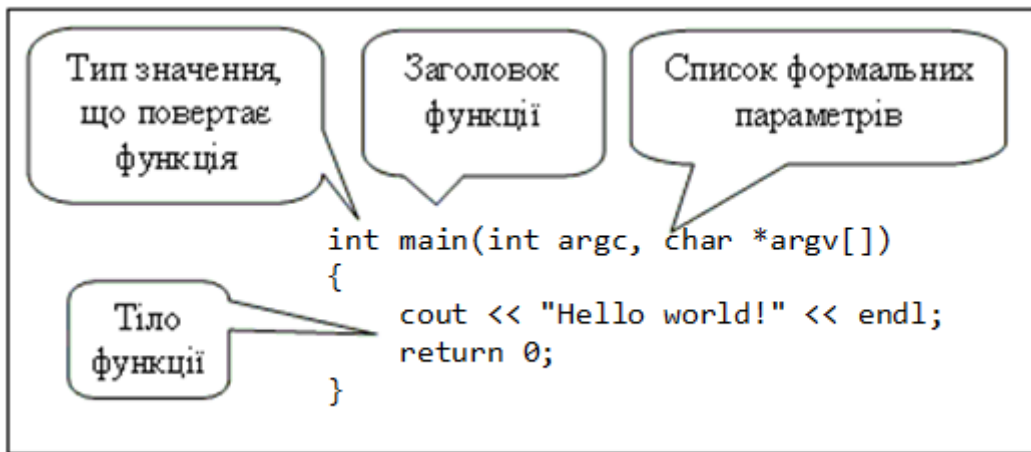 Тип значення,
що повертає
функція
Заголовок
функції
Список формальних
параметрів
int main(int argc, char *argv[])
{
cout << "Hello world!" << endl;
return 0;
}
Тіло
функції